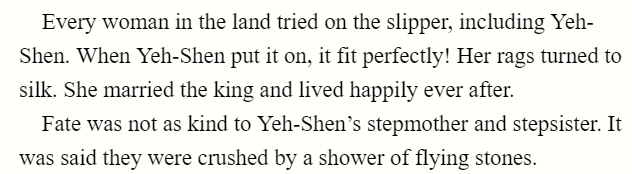 Every woman in the land tried on the slipper, including Yeh-
Shen. When Yeh-Shen put it on, it fit perfectly! Her rags turned to
silk. She married the king and lived happily ever after.
Fate was not as kind to Yeh-Shen’s stepmother and stepsister. It
was said they were crushed by a shower of flying stones.